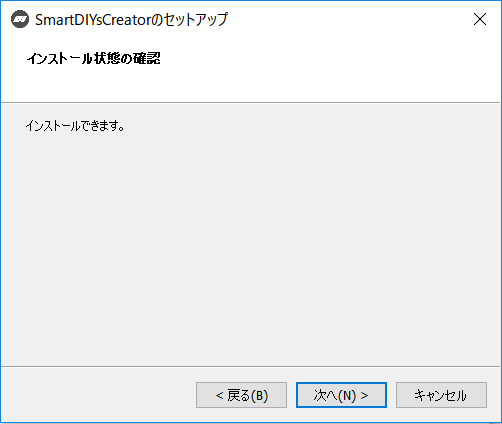 SmartDIYsCreatorのセットアップ
インストール状態の確認
インストールできます。
< 戻る(B)
次へ(N) >
キャンセル